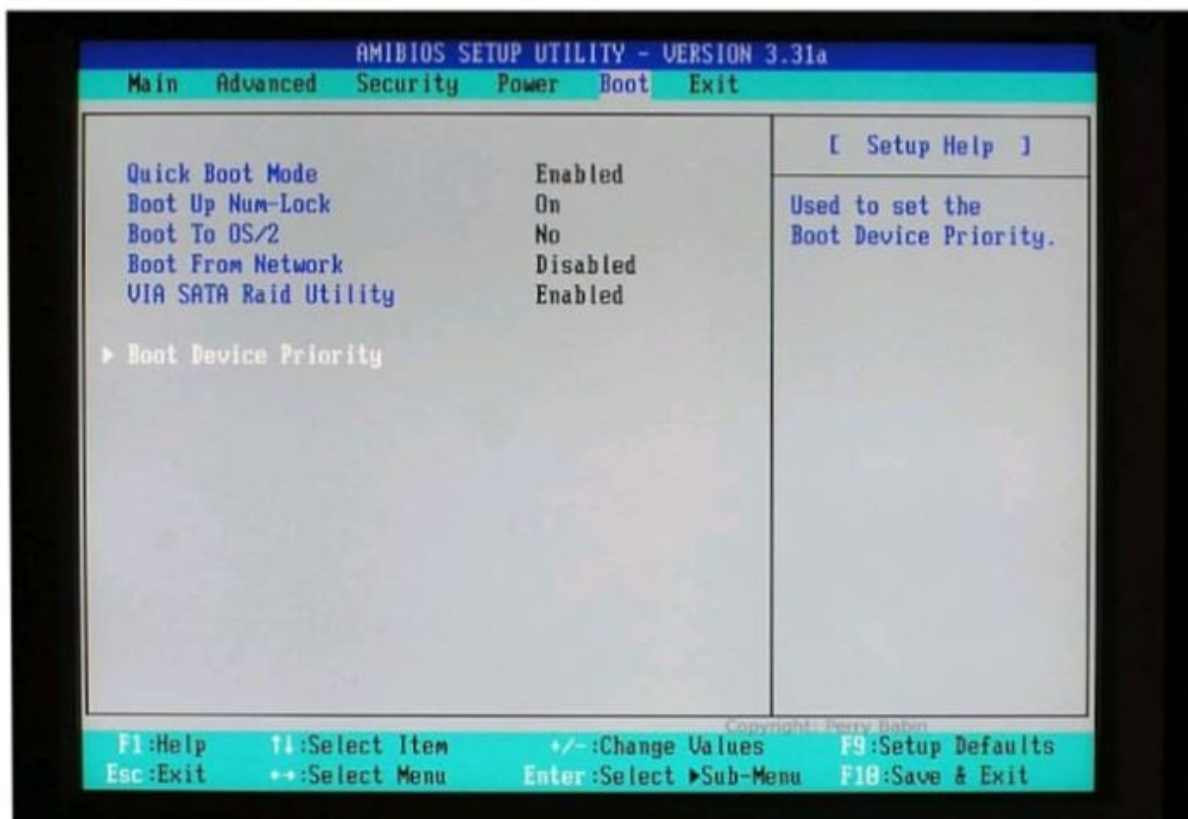 AMIBIOS SETUP UTILITY - VERSION 3.31a
Main Advanced Security Power Boot Exit
Quick Boot Mode Enabled
Boot Up Num-Lock On
Boot To OS/2 No
Boot From Network Disabled
VIA SATA Raid Utility Enabled
▶ Boot Device Priority
[ Setup Help ]
Used to set the
Boot Device Priority.
Copyright: Perry Babin
F1:Help ↑↓:Select Item +/-:Change Values F9:Setup Defaults
Esc:Exit ←→:Select Menu Enter:Select ▶Sub-Menu F10:Save & Exit